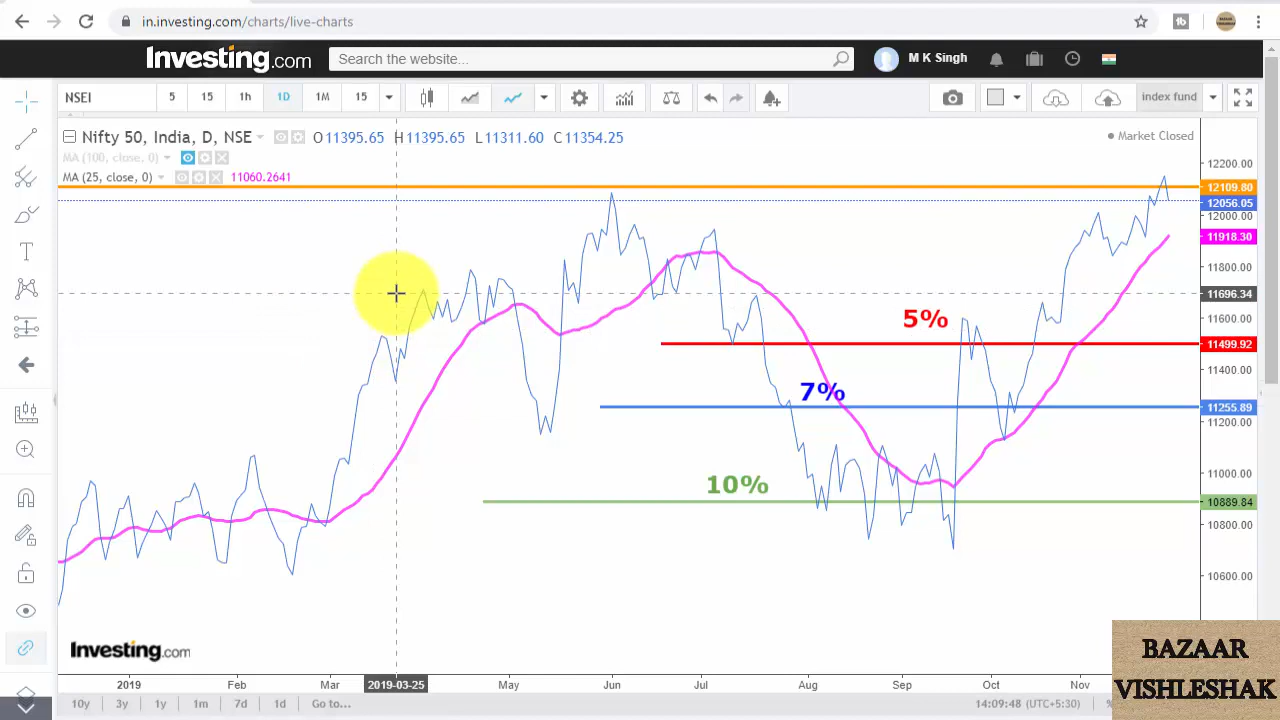 in.investing.com/charts/live-charts
Investing.com
Search the website...
M K Singh
NSEI
5
15
1h
1D
1M
15
index fund
Nifty 50, India, D, NSE
O11395.65 H11395.65 L11311.60 C11354.25
Market Closed
MA (100, close, 0)
MA (25, close, 0) 11060.2641
12200.00
12109.80
12056.05
12000.00
11918.30
11800.00
11696.34
11600.00
11499.92
11400.00
11255.89
11200.00
11000.00
10889.84
10800.00
10600.00
5%
7%
10%
Investing.com
BAZAAR
VISHLESHAK
2019 Feb Mar 2019-03-25 May Jun Jul Aug Sep Oct Nov
10y 3y 1y 1m 7d 1d Go to... 14:09:48 (UTC+5:30)